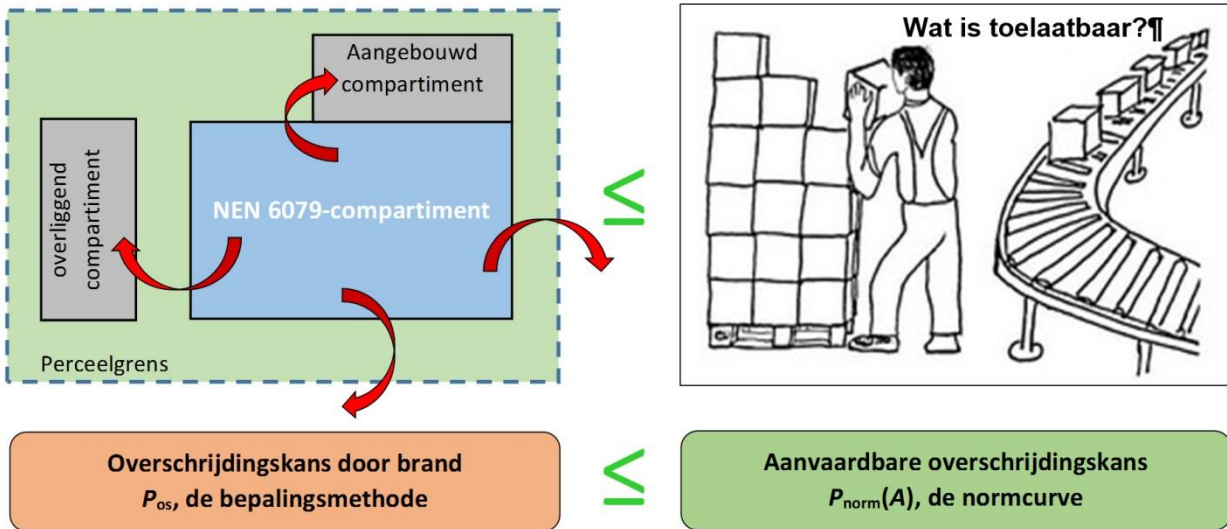 Aangebouwd
compartiment
overliggend
compartiment
NEN 6079-compartiment
Perceelgrens
≤
Wat is toelaatbaar?¶
Overschrijdingskans door brand
Pos, de bepalingsmethode
≤
Aanvaardbare overschrijdingskans
Pnorm(A), de normcurve